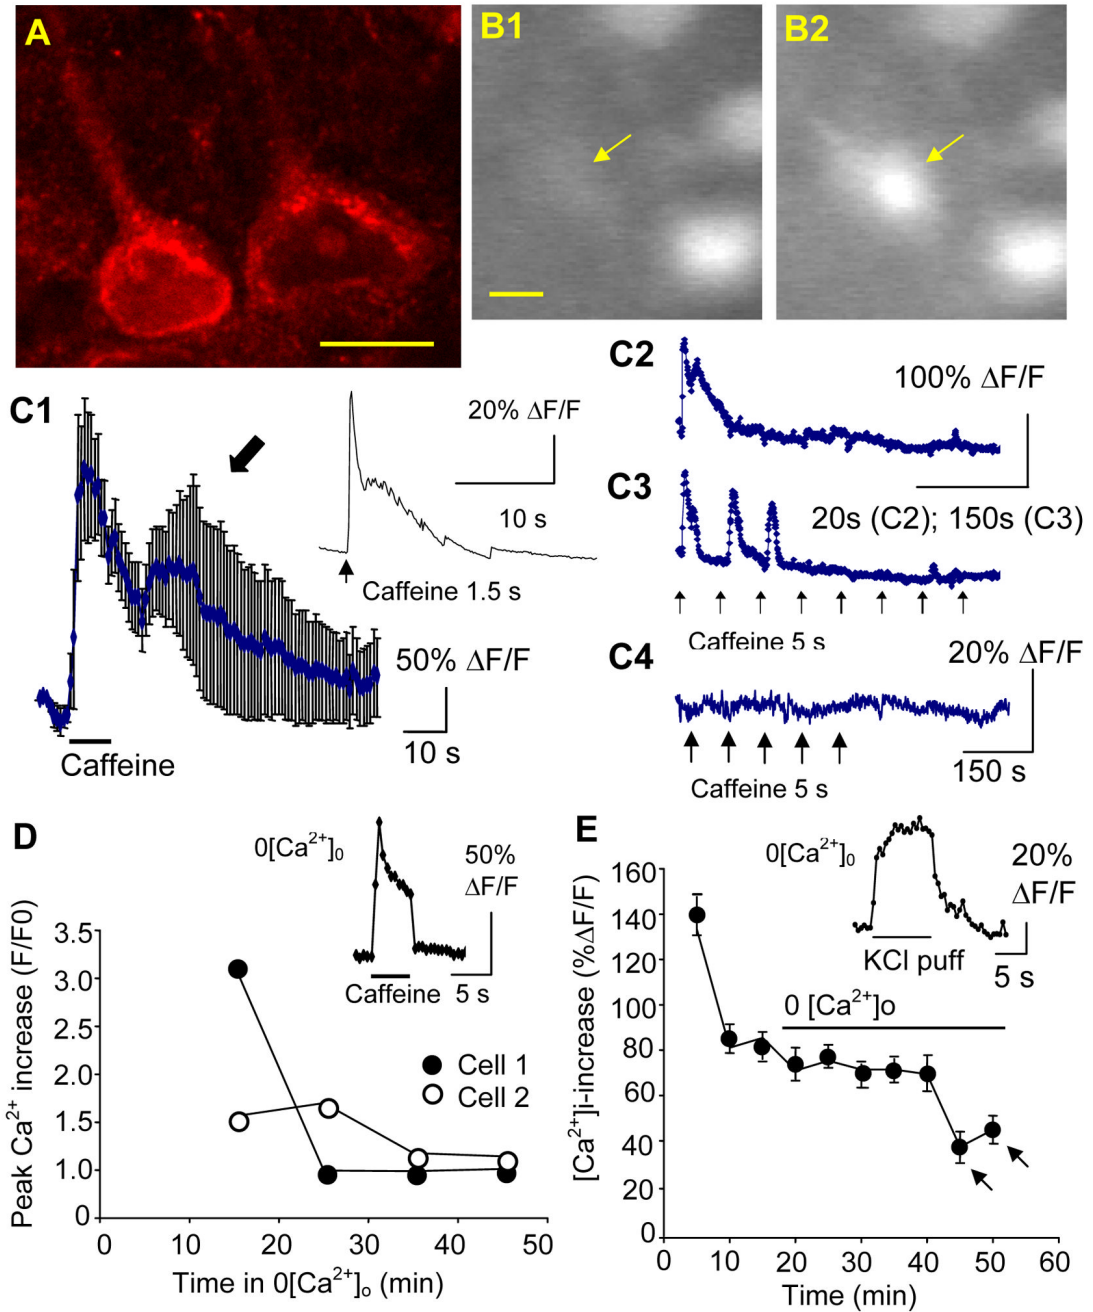 A
B1
B2
C1
20% ΔF/F
10 s
Caffeine 1.5 s
50% ΔF/F
10 s
Caffeine
C2
100% ΔF/F
C3
20s (C2); 150s (C3)
Caffeine 5 s
C4
20% ΔF/F
150 s
Caffeine 5 s
D
0[Ca²⁺]₀
50%
ΔF/F
Caffeine
5 s
Peak Ca²⁺ increase (F/F0)
3.5
3.0
2.5
2.0
1.5
1.0
0
Cell 1
Cell 2
0
10
20
30
40
50
Time in 0[Ca²⁺]ₒ (min)
E
0[Ca²⁺]₀
20%
ΔF/F
KCl puff
5 s
0 [Ca²⁺]o
[Ca²⁺]i-increase (%ΔF/F)
160
140
120
100
80
60
40
20
0
0
10
20
30
40
50
60
Time (min)